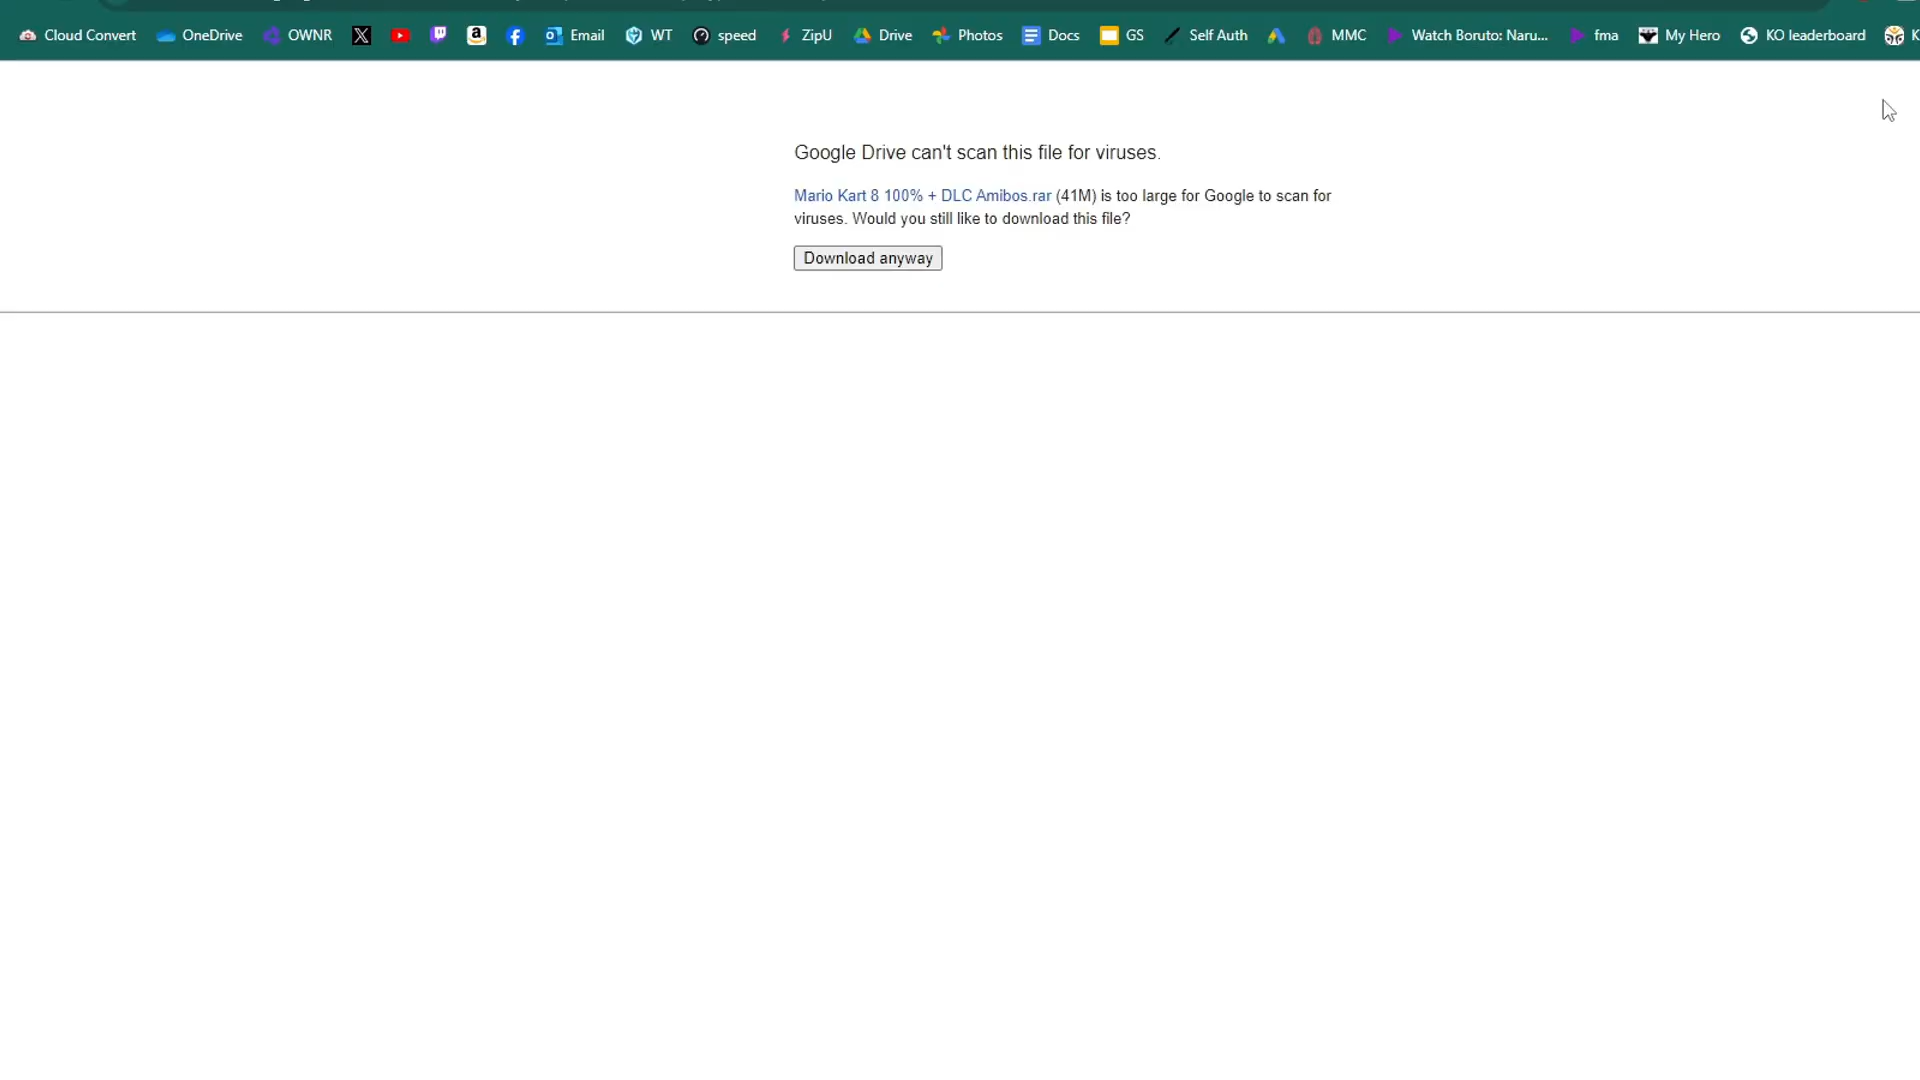 Cloud Convert OneDrive OWNR Email WT speed ZipU Drive Photos Docs GS Self Auth MMC Watch Boruto: Naru... fma My Hero KO leaderboard K
Google Drive can't scan this file for viruses.
Mario Kart 8 100% + DLC Amibos.rar (41M) is too large for Google to scan for
viruses. Would you still like to download this file?
Download anyway